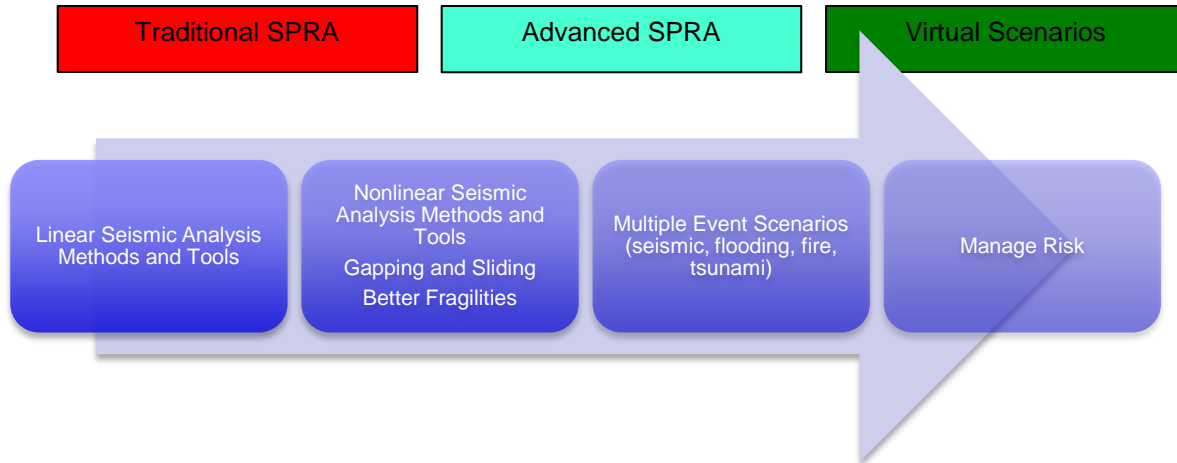 Traditional SPRA
Advanced SPRA
Virtual Scenarios
Linear Seismic Analysis
Methods and Tools
Nonlinear Seismic
Analysis Methods and
Tools
Gapping and Sliding
Better Fragilities
Multiple Event Scenarios
(seismic, flooding, fire,
tsunami)
Manage Risk